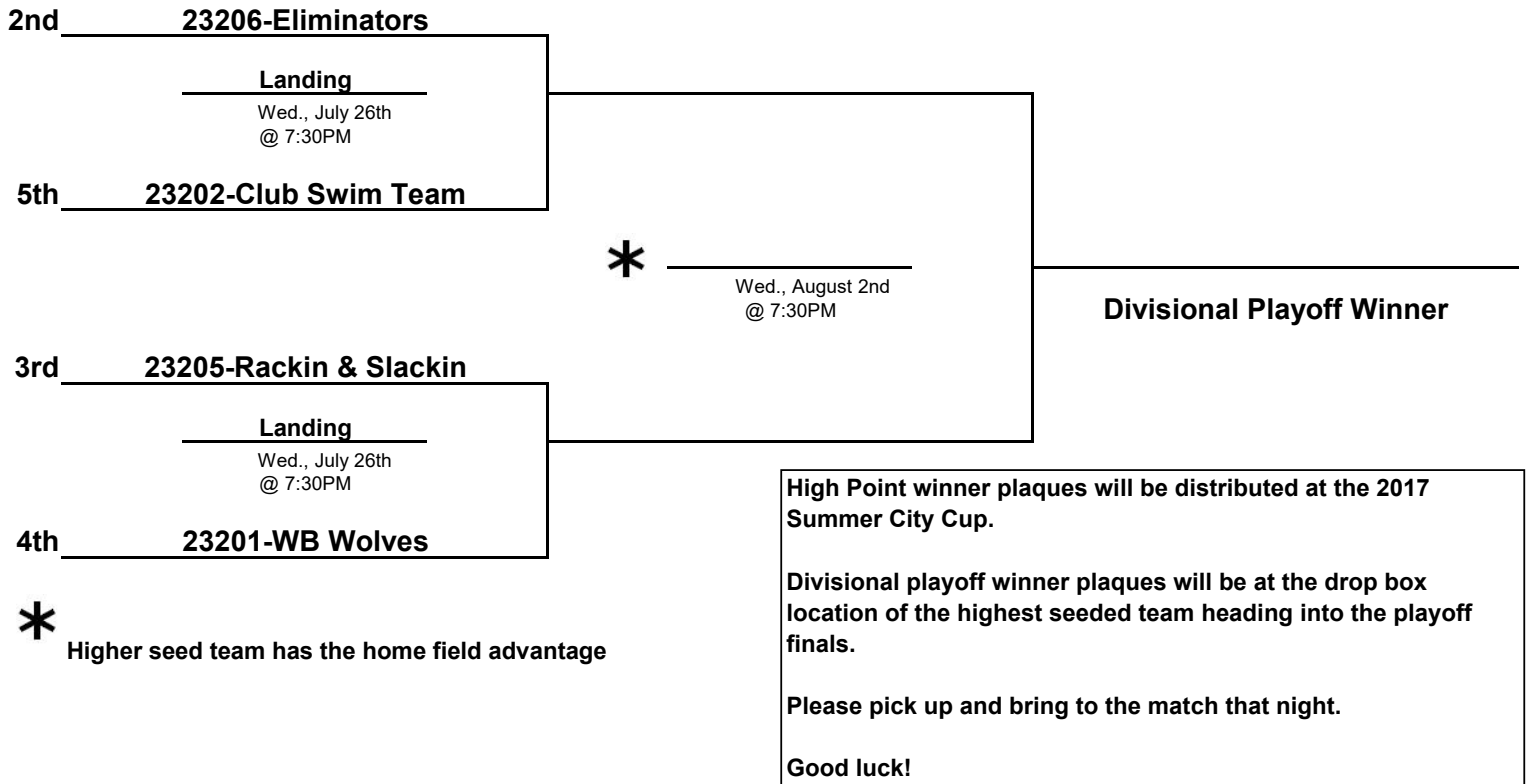 2nd 23206-Eliminators
Landing
Wed., July 26th
@ 7:30PM
5th 23202-Club Swim Team
*
Wed., August 2nd
@ 7:30PM
Divisional Playoff Winner
3rd 23205-Rackin & Slackin
Landing
Wed., July 26th
@ 7:30PM
4th 23201-WB Wolves
* Higher seed team has the home field advantage
High Point winner plaques will be distributed at the 2017
Summer City Cup.
Divisional playoff winner plaques will be at the drop box
location of the highest seeded team heading into the playoff
finals.
Please pick up and bring to the match that night.
Good luck!